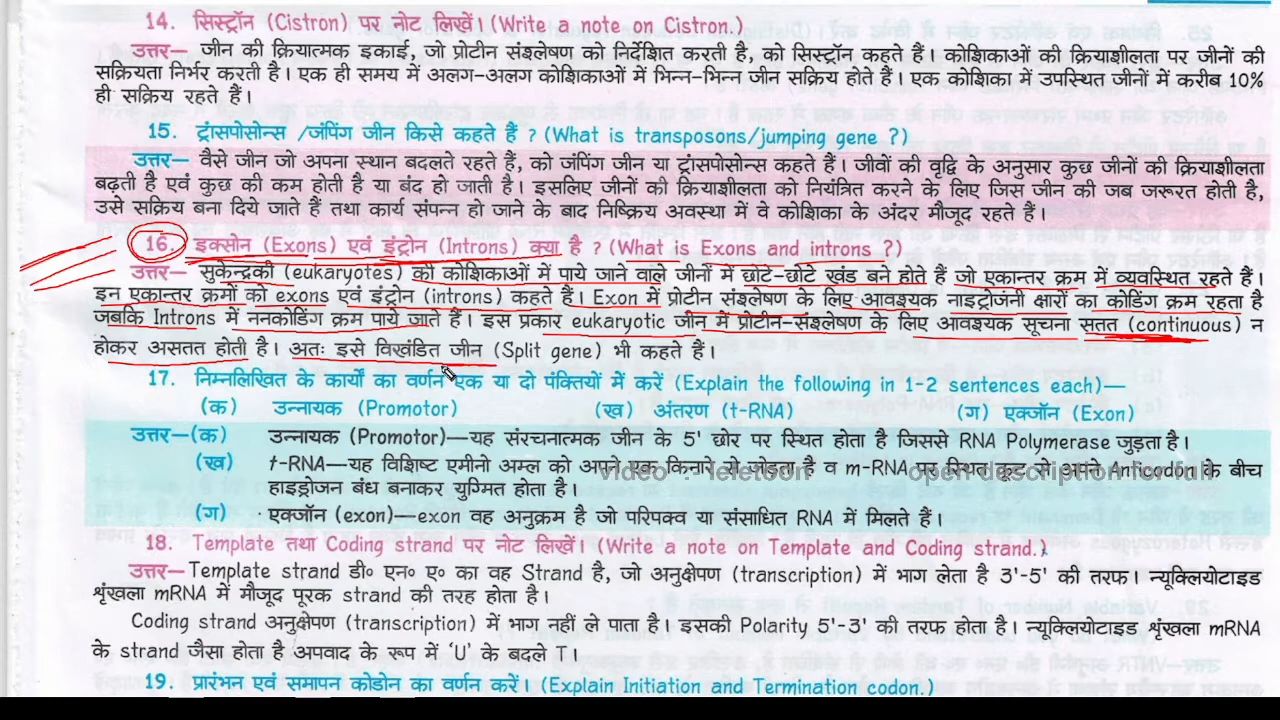 14. सिस्ट्रॉन (Cistron) पर नोट लिखें। (Write a note on Cistron.)
उत्तर— जीन की क्रियात्मक इकाई, जो प्रोटीन संश्लेषण को निर्देशित करती है, को सिस्ट्रॉन कहते हैं। कोशिकाओं की क्रियाशीलता पर जीनों की
सक्रियता निर्भर करती है। एक ही समय में अलग-अलग कोशिकाओं में भिन्न-भिन्न जीन सक्रिय होते हैं। एक कोशिका में उपस्थित जीनों में करीब 10%
ही सक्रिय रहते हैं।
15. ट्रांसपोसोन्स /जंपिंग जीन किसे कहते हैं ? (What is transposons/jumping gene ?)
उत्तर— वैसे जीन जो अपना स्थान बदलते रहते हैं, को जंपिंग जीन या ट्रांसपोसोन्स कहते हैं। जीवों की वृद्वि के अनुसार कुछ जीनों की क्रियाशीलता
बढ़ती है एवं कुछ की कम होती है या बंद हो जाती है। इसलिए जीनों की क्रियाशीलता को नियंत्रित करने के लिए जिस जीन की जब जरूरत होती है,
उसे सक्रिय बना दिये जाते हैं तथा कार्य संपन्न हो जाने के बाद निष्क्रिय अवस्था में वे कोशिका के अंदर मौजूद रहते हैं।
16. इक्सोन (Exons) एवं इंट्रोन (Introns) क्या है ? (What is Exons and introns ?)
उत्तर— सुकेन्द्रकी (eukaryotes) को कोशिकाओं में पाये जाने वाले जीनों में छोटे-छोटे खंड बने होते हैं जो एकान्तर क्रम में व्यवस्थित रहते हैं।
इन एकान्तर क्रमों को exons एवं इंट्रोन (introns) कहते हैं। Exon में प्रोटीन संश्लेषण के लिए आवश्यक नाइट्रोजनी क्षारों का कोडिंग क्रम रहता है
जबकि Introns में ननकोडिंग क्रम पाये जाते हैं। इस प्रकार eukaryotic जीन में प्रोटीन-संश्लेषण के लिए आवश्यक सूचना सतत (continuous) न
होकर असतत होती है। अतः इसे विखंडित जीन (Split gene) भी कहते हैं।
17. निम्नलिखित के कार्यों का वर्णन एक या दो पंक्तियों में करें (Explain the following in 1-2 sentences each)—
(क) उन्नायक (Promotor) (ख) अंतरण (t-RNA) (ग) एक्जॉन (Exon)
उत्तर—(क) उन्नायक (Promotor)—यह संरचनात्मक जीन के 5' छोर पर स्थित होता है जिससे RNA Polymerase जुड़ता है।
(ख) t-RNA—यह विशिष्ट एमीनो अम्ल को अपने एक किनारे से जोड़ता है व m-RNA पर स्थित कूट से अपने Anticodon के बीच
हाइड्रोजन बंध बनाकर युग्मित होता है।
(ग) एक्जॉन (exon)—exon वह अनुक्रम है जो परिपक्व या संसाधित RNA में मिलते हैं।
18. Template तथा Coding strand पर नोट लिखें। (Write a note on Template and Coding strand.)
उत्तर—Template strand डी० एन० ए० का वह Strand है, जो अनुक्षेपण (transcription) में भाग लेता है 3'-5' की तरफ। न्यूक्लियोटाइड
शृंखला mRNA में मौजूद पूरक strand की तरह होता है।
Coding strand अनुक्षेपण (transcription) में भाग नहीं ले पाता है। इसकी Polarity 5'-3' की तरफ होता है। न्यूक्लियोटाइड शृंखला mRNA
के strand जैसा होता है अपवाद के रूप में 'U' के बदले T।
19. प्रारंभन एवं समापन कोडोन का वर्णन करें। (Explain Initiation and Termination codon.)